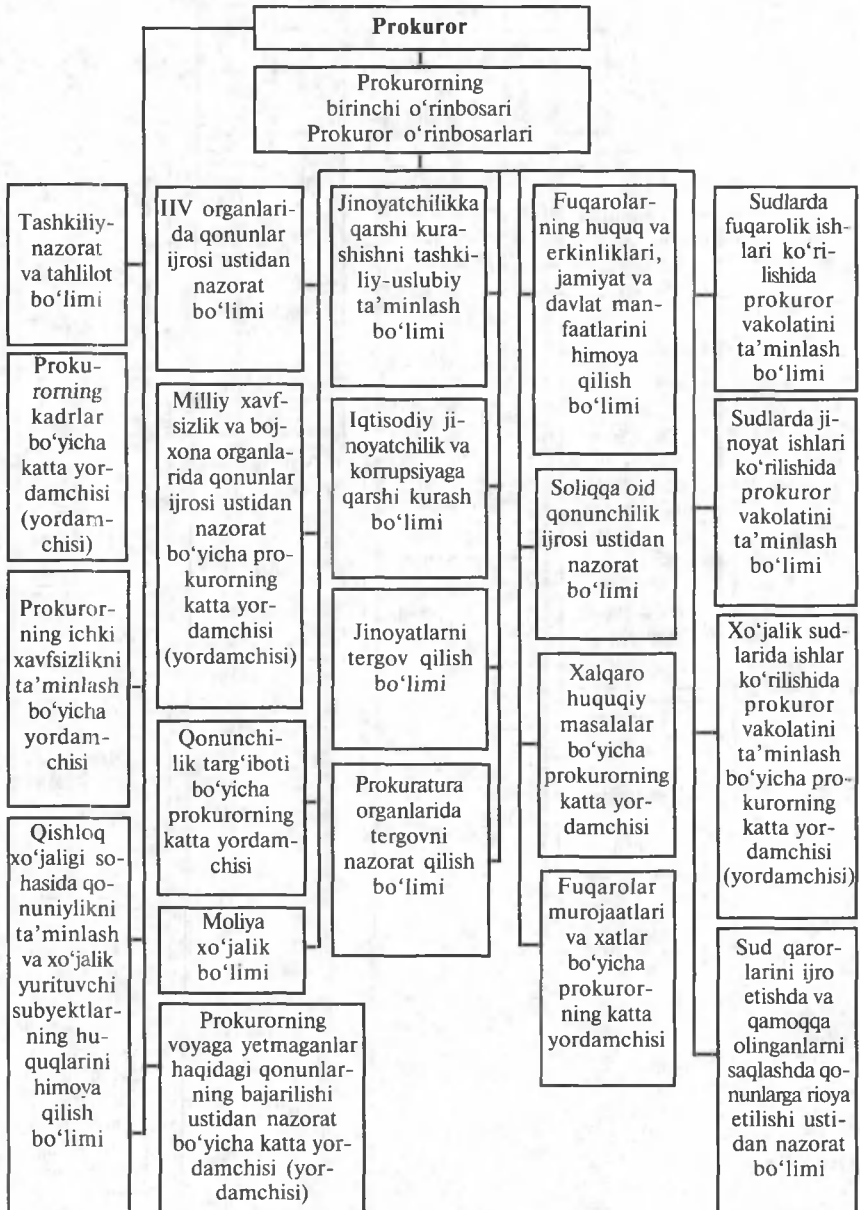 Prokuror
Prokurorning
birinchi o‘rinbosari
Prokuror o‘rinbosarlari
Tashkiliy-
nazorat
va tahlilot
bo‘limi
Proku-
rorning
kadrlar
bo‘yicha
katta yor-
damchisi
(yordam-
chisi)
Prokuror-
ning ichki
xavfsizlikni
ta’minlash
bo‘yicha
yordam-
chisi
Qishloq
xo‘jaligi so-
hasida qo-
nuniylikni
ta’minlash
va xo‘jalik
yurituvchi
subyektlar-
ning hu-
quqlarini
himoya
qilish
bo‘limi
IIV organlari-
da qonunlar
ijrosi ustidan
nazorat
bo‘limi
Milliy xavf-
sizlik va boj-
xona organla-
rida qonunlar
ijrosi ustidan
nazorat
bo‘yicha pro-
kurorning
katta yor-
damchisi
(yordamchisi)
Qonunchi-
lik targ‘iboti
bo‘yicha
prokurorning
katta yordam-
chisi
Moliya
xo‘jalik
bo‘limi
Prokurorning
voyaga yetmaganlar
haqidagi qonunlar-
ning bajarilishi
ustidan nazorat
bo‘yicha katta yor-
damchisi (yor-
damchisi)
Jinoyatchilikka
qarshi kura-
shishni tashki-
liy-uslubiy
ta’minlash
bo‘limi
Iqtisodiy ji-
noyatchilik va
korrupsiyaga
qarshi kurash
bo‘limi
Jinoyatlarni
tergov qilish
bo‘limi
Prokuratura
organlarida
tergovni
nazorat qilish
bo‘limi
Fuqarolar-
ning huquq va
erkinliklari,
jamiyat va
davlat man-
faatlarini
himoya
qilish
bo‘limi
Soliqqa oid
qonunchilik
ijrosi ustidan
nazorat
bo‘limi
Xalqaro
huquqiy
masalalar
bo‘yicha
prokurorning
katta yor-
damchisi
Fuqarolar
murojaatlari
va xatlar
bo‘yicha
prokuror-
ning katta
yordamchisi
Sudlarda
fuqarolik ish-
lari ko‘ri-
lishida
prokuror
vakolatini
ta’minlash
bo‘limi
Sudlarda ji-
noyat ishlari
ko‘rilishida
prokuror
vakolatini
ta’minlash
bo‘limi
Xo‘jalik sud-
larida ishlar
ko‘rilishida
prokuror
vakolatini
ta’minlash
bo‘yicha pro-
kurorning
katta yor-
damchisi
(yordamchisi)
Sud qaror-
larini ijro
etishda va
qamoqqa
olinganlarni
saqlashda qo-
nunlarga rioya
etilishi usti-
dan nazorat
bo‘limi